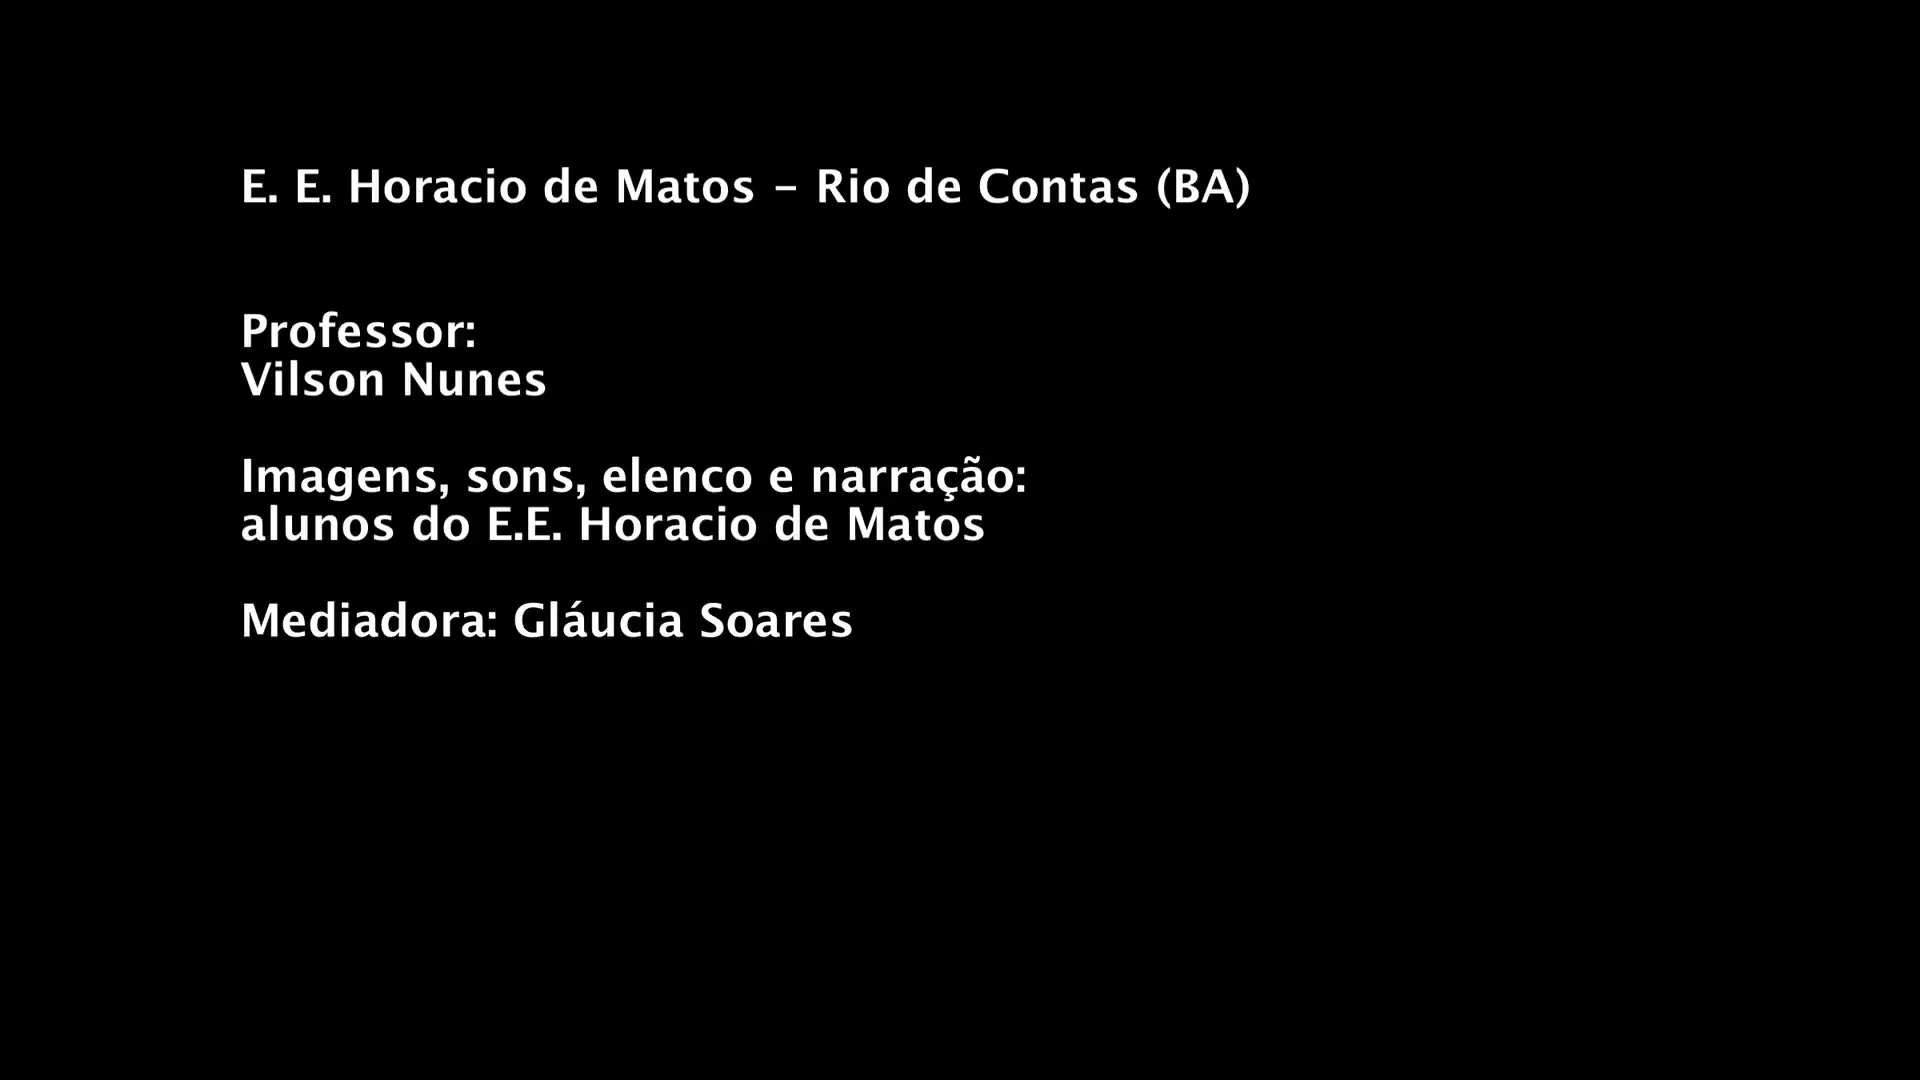 E. E. Horacio de Matos – Rio de Contas (BA)
Professor:
Vilson Nunes
Imagens, sons, elenco e narração:
alunos do E.E. Horacio de Matos
Mediadora: Gláucia Soares